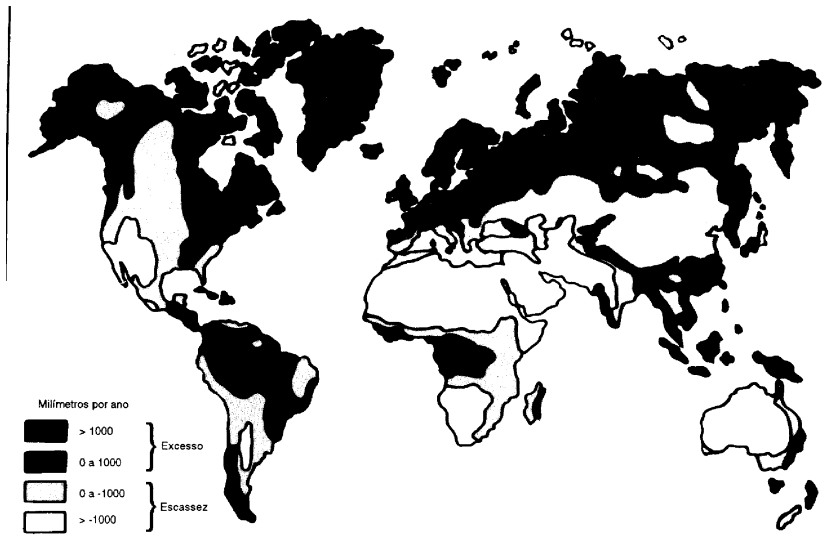 Milímetros por ano
> 1000
0 a 1000
Excesso
0 a -1000
> -1000
Escassez